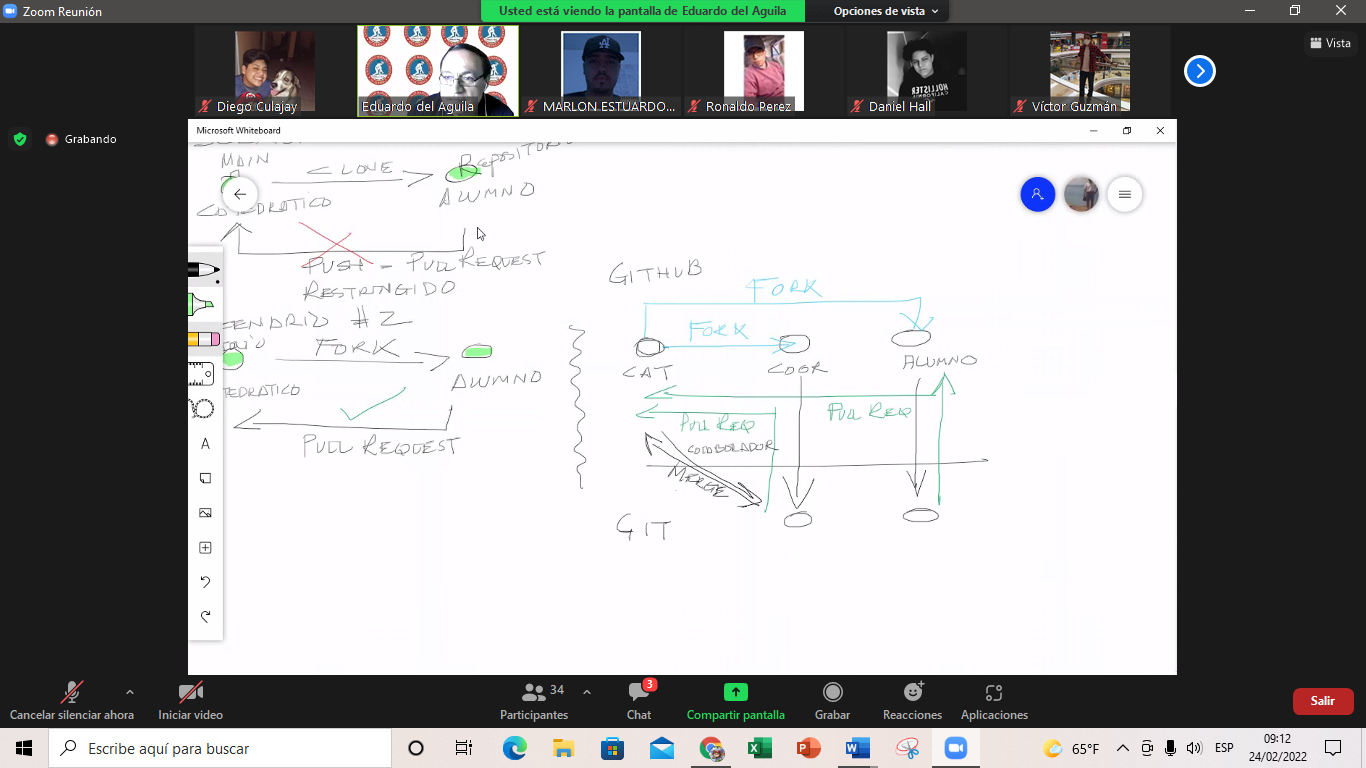 Zoom Reunión
Usted está viendo la pantalla de Eduardo del Aguila
Opciones de vista
Vista
Diego Culajay
Eduardo del Aguila
MARLON ESTUARDO...
Ronaldo Perez
Daniel Hall
Víctor Guzmán
Grabando
Microsoft Whiteboard
MAIN
CLONE
REPOSITORI
ALUMNO
PUSH - PULL REQUEST
RESTRINGIDO
GITHUB
FORK
FORK
CAT
COOR
ALUMNO
ENARIO #2
FORK
TEDRATICO
ALUMNO
PULL REQUEST
PULL REQ
PULL REQ
COLABORADOR
MERGE
GIT
A
Cancelar silenciar ahora
Iniciar video
34
Participantes
3
Chat
Compartir pantalla
Grabar
Reacciones
Aplicaciones
Salir
Escribe aquí para buscar
65°F
ESP
09:12
24/02/2022